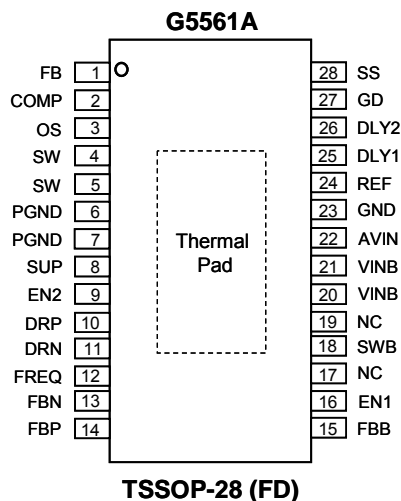 G5561A
FB 1 28 SS
COMP 2 27 GD
OS 3 26 DLY2
SW 4 25 DLY1
SW 5 24 REF
PGND 6 23 GND
PGND 7 22 AVIN
SUP 8 21 VINB
EN2 9 20 VINB
DRP 10 19 NC
DRN 11 18 SWB
FREQ 12 17 NC
FBN 13 16 EN1
FBP 14 15 FBB
Thermal
Pad
TSSOP-28 (FD)